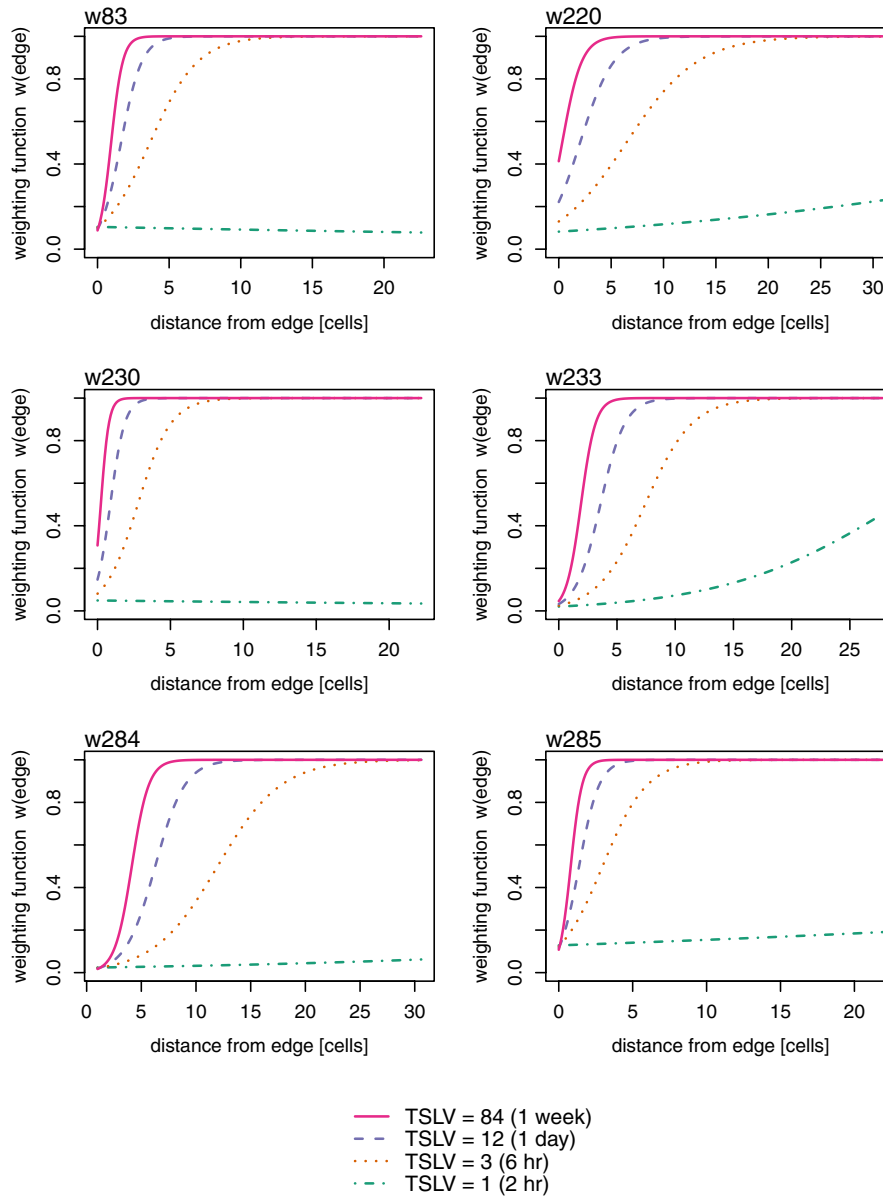 w83
weighting function w(edge)
0.0 0.4 0.8
0 5 10 15 20
distance from edge [cells]
w220
weighting function w(edge)
0.0 0.4 0.8
0 5 10 15 20 25 30
distance from edge [cells]
w230
weighting function w(edge)
0.0 0.4 0.8
0 5 10 15 20
distance from edge [cells]
w233
weighting function w(edge)
0.0 0.4 0.8
0 5 10 15 20 25
distance from edge [cells]
w284
weighting function w(edge)
0.0 0.4 0.8
0 5 10 15 20 25 30
distance from edge [cells]
w285
weighting function w(edge)
0.0 0.4 0.8
0 5 10 15 20
distance from edge [cells]
TSLV = 84 (1 week)
TSLV = 12 (1 day)
TSLV = 3 (6 hr)
TSLV = 1 (2 hr)